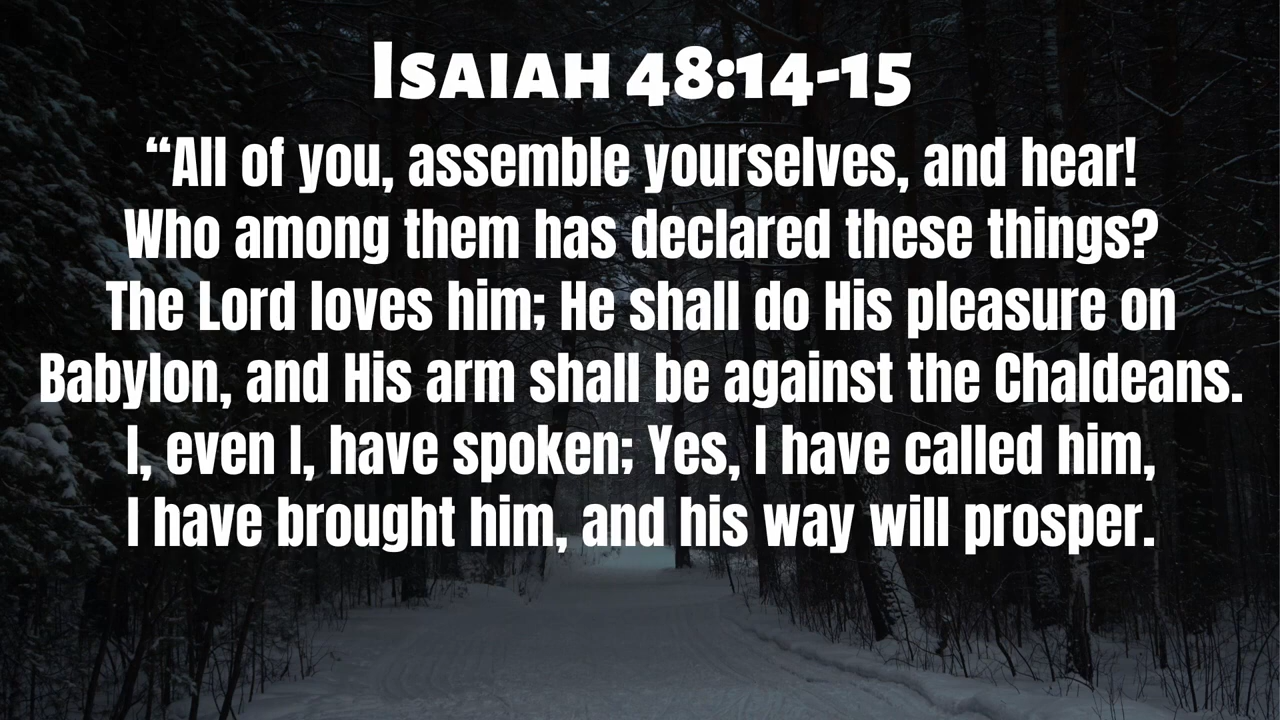 Isaiah 48:14-15
“All of you, assemble yourselves, and hear!
Who among them has declared these things?
The Lord loves him; He shall do His pleasure on
Babylon, and His arm shall be against the Chaldeans.
I, even I, have spoken; Yes, I have called him,
I have brought him, and his way will prosper.